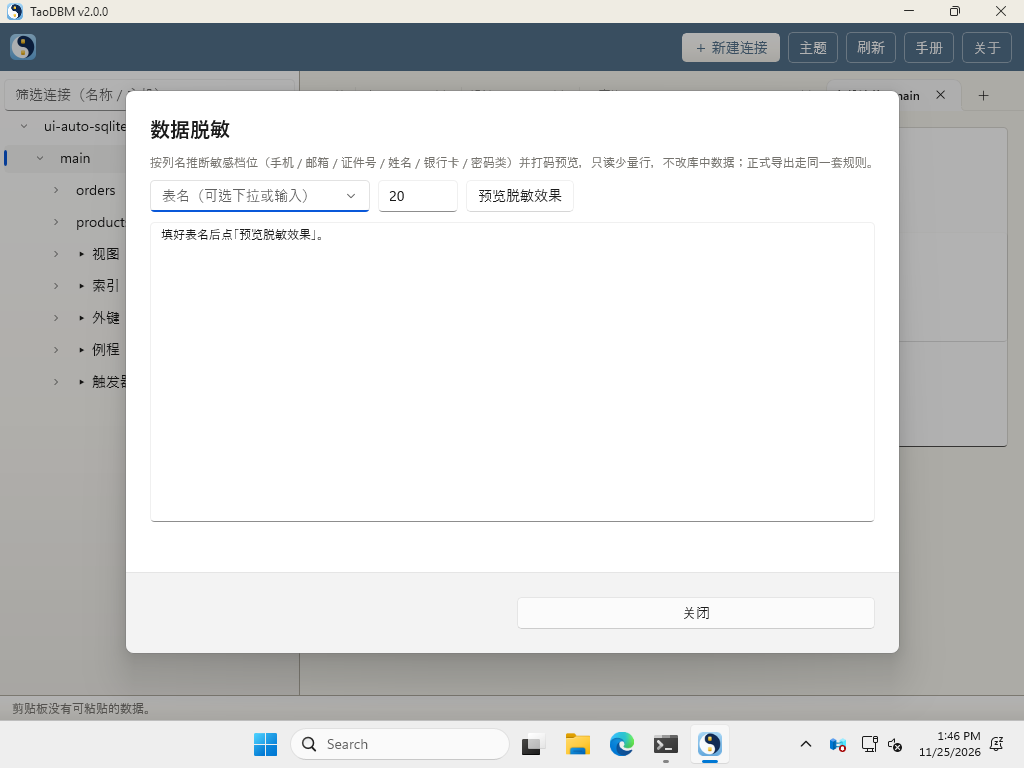 TaoDBM v2.0.0
+ 新建连接 主题 刷新 手册 关于
筛选连接（名称 /
main
ui-auto-sqlite
main
orders
product
视图
索引
外键
例程
触发器
数据脱敏
按列名推断敏感档位（手机 / 邮箱 / 证件号 / 姓名 / 银行卡 / 密码类）并打码预览，只读少量行，不改库中数据；正式导出走同一套规则。
表名（可选下拉或输入） 20 预览脱敏效果
填好表名后点「预览脱敏效果」。
关闭
剪贴板没有可粘贴的数据。
Search
1:46 PM
11/25/2026